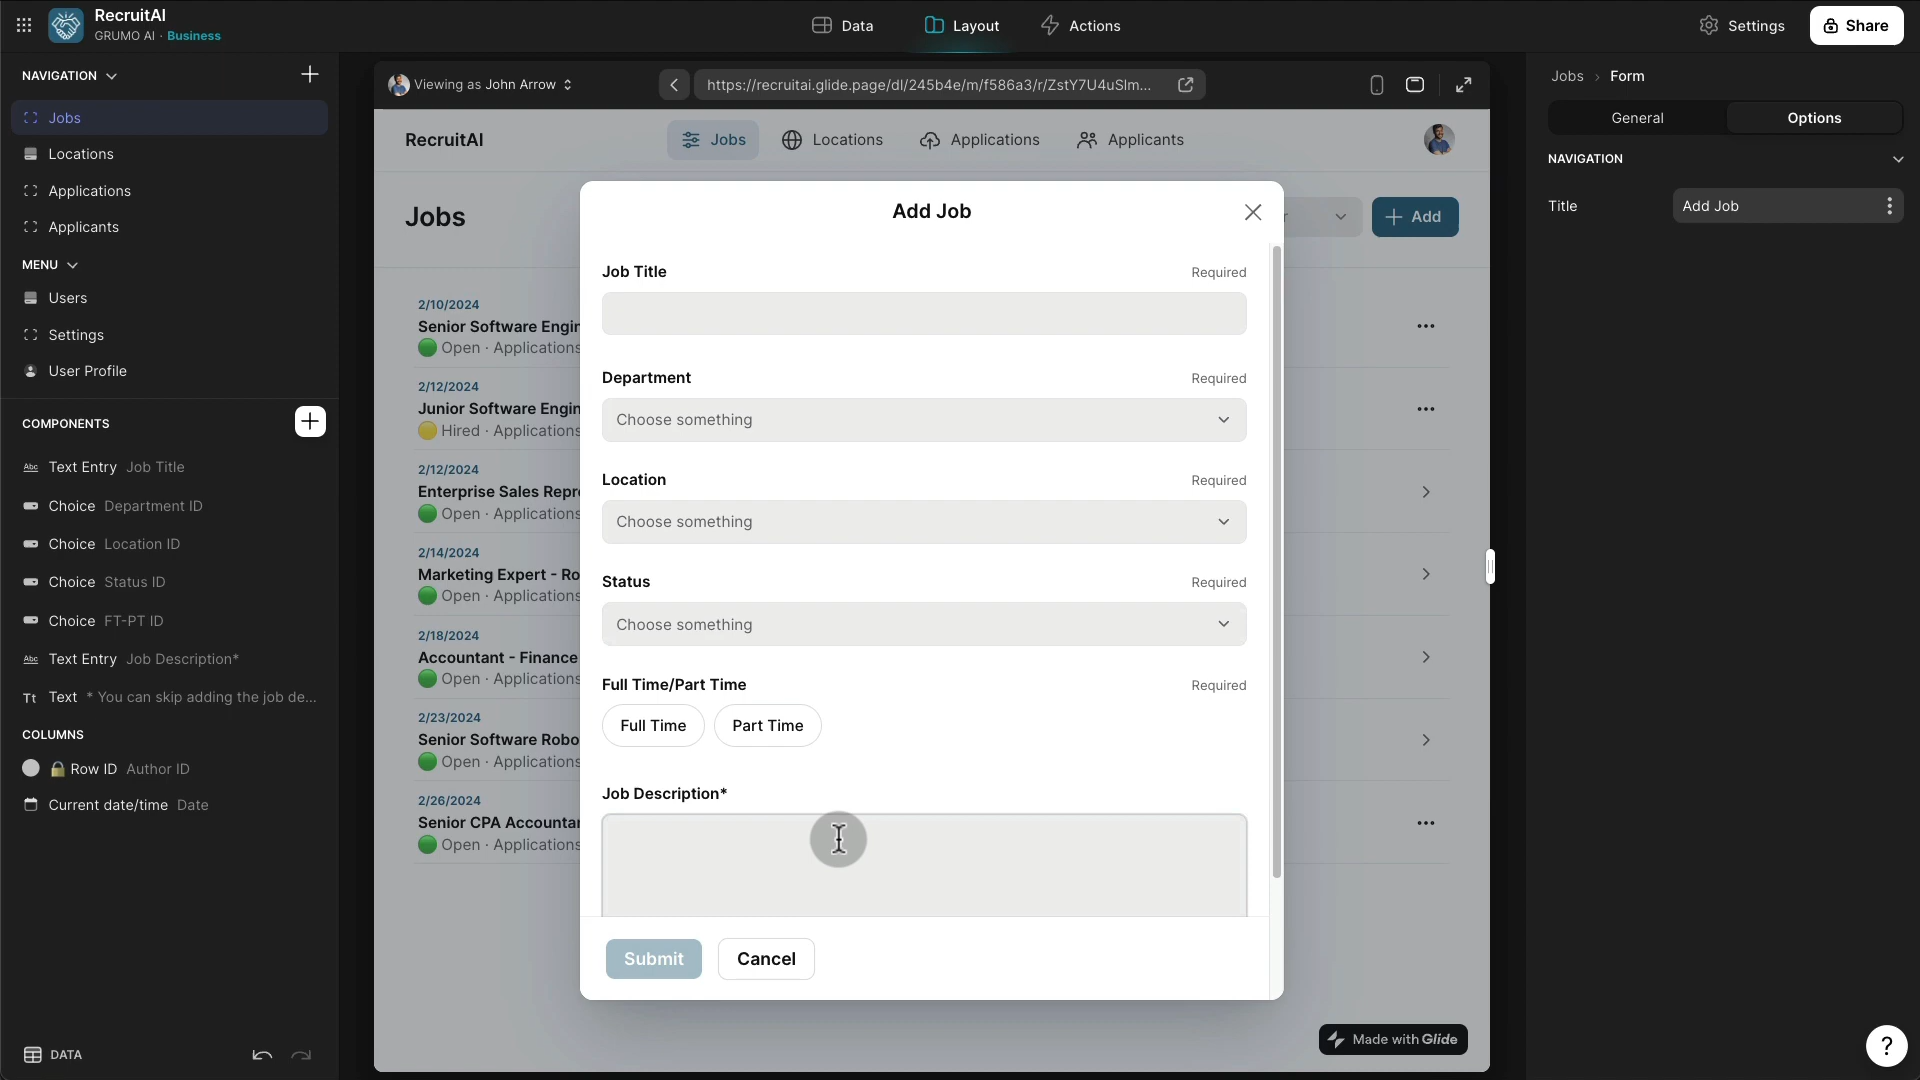 RecruitAI
GRUMO AI · Business
Data
Layout
Actions
Settings
Share
NAVIGATION
Jobs
Locations
Applications
Applicants
MENU
Users
Settings
User Profile
COMPONENTS
Abc Text Entry Job Title
Choice Department ID
Choice Location ID
Choice Status ID
Choice FT-PT ID
Abc Text Entry Job Description*
Tt Text * You can skip adding the job de...
COLUMNS
Row ID Author ID
Current date/time Date
DATA
Viewing as John Arrow
https://recruitai.glide.page/dl/245b4e/m/f586a3/r/ZstY7U4uSlm...
RecruitAI
Jobs
Locations
Applications
Applicants
Jobs
r
Add
2/10/2024
Senior Software Engin
Open · Applications
2/12/2024
Junior Software Engin
Hired · Applications
2/12/2024
Enterprise Sales Repr
Open · Applications
2/14/2024
Marketing Expert - Ro
Open · Applications
2/18/2024
Accountant - Finance
Open · Applications
2/23/2024
Senior Software Robo
Open · Applications
2/26/2024
Senior CPA Accountan
Open · Applications
Add Job
Job Title Required
Department Required
Choose something
Location Required
Choose something
Status Required
Choose something
Full Time/Part Time Required
Full Time
Part Time
Job Description*
Submit
Cancel
Made with Glide
Jobs › Form
General
Options
NAVIGATION
Title
Add Job
?